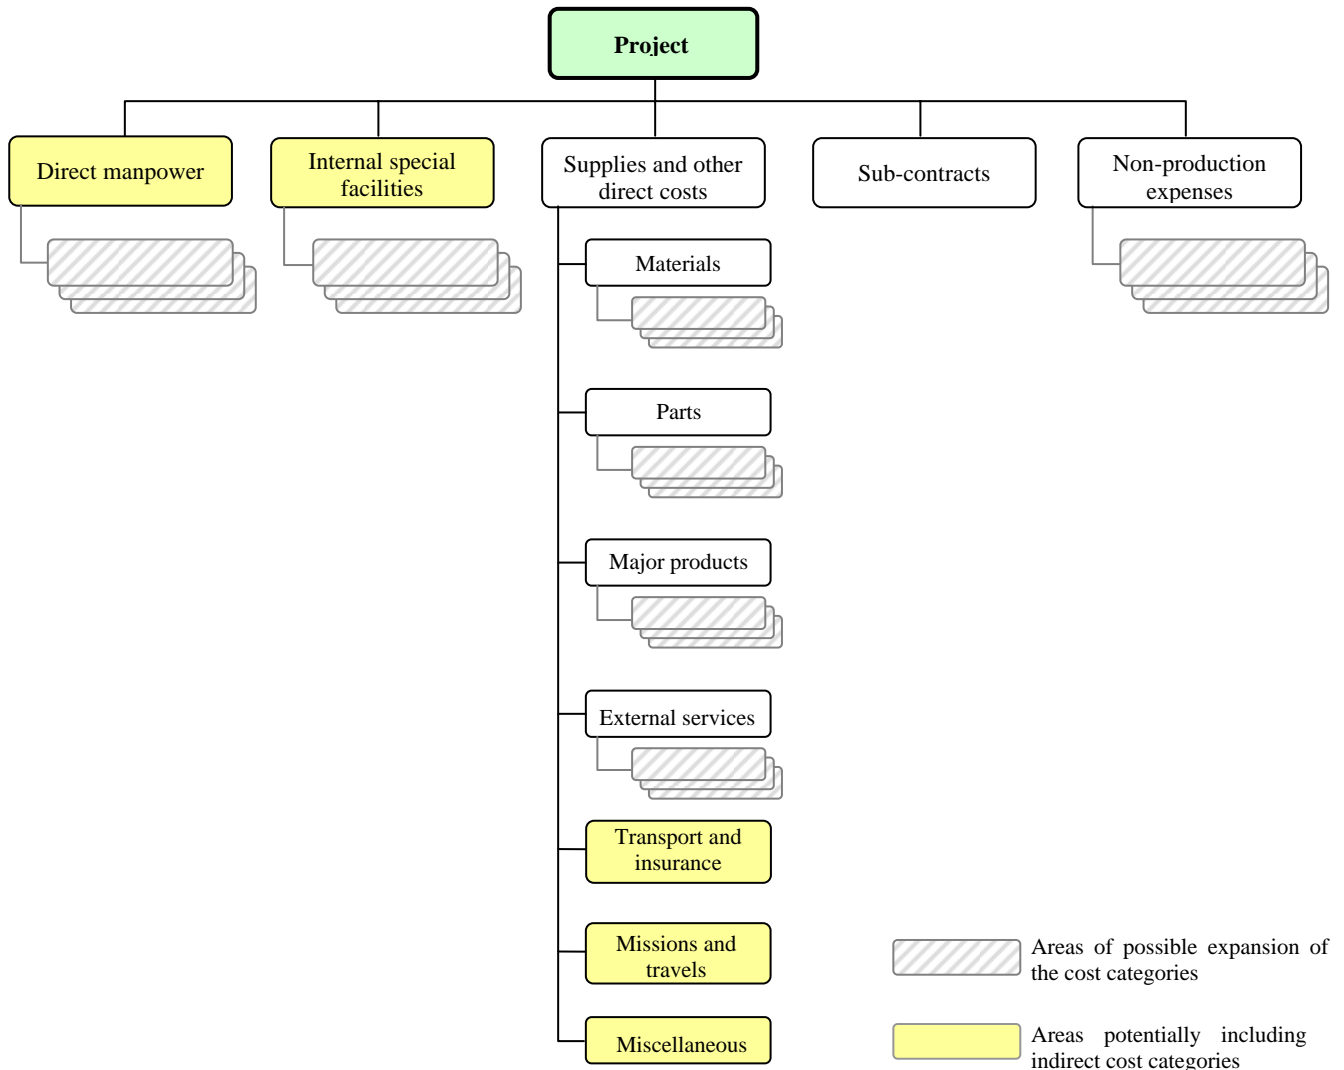 Project
Direct manpower
Internal special
facilities
Supplies and other
direct costs
Sub-contracts
Non-production
expenses
Materials
Parts
Major products
External services
Transport and
insurance
Missions and
travels
Miscellaneous
Areas of possible expansion of
the cost categories
Areas potentially including
indirect cost categories